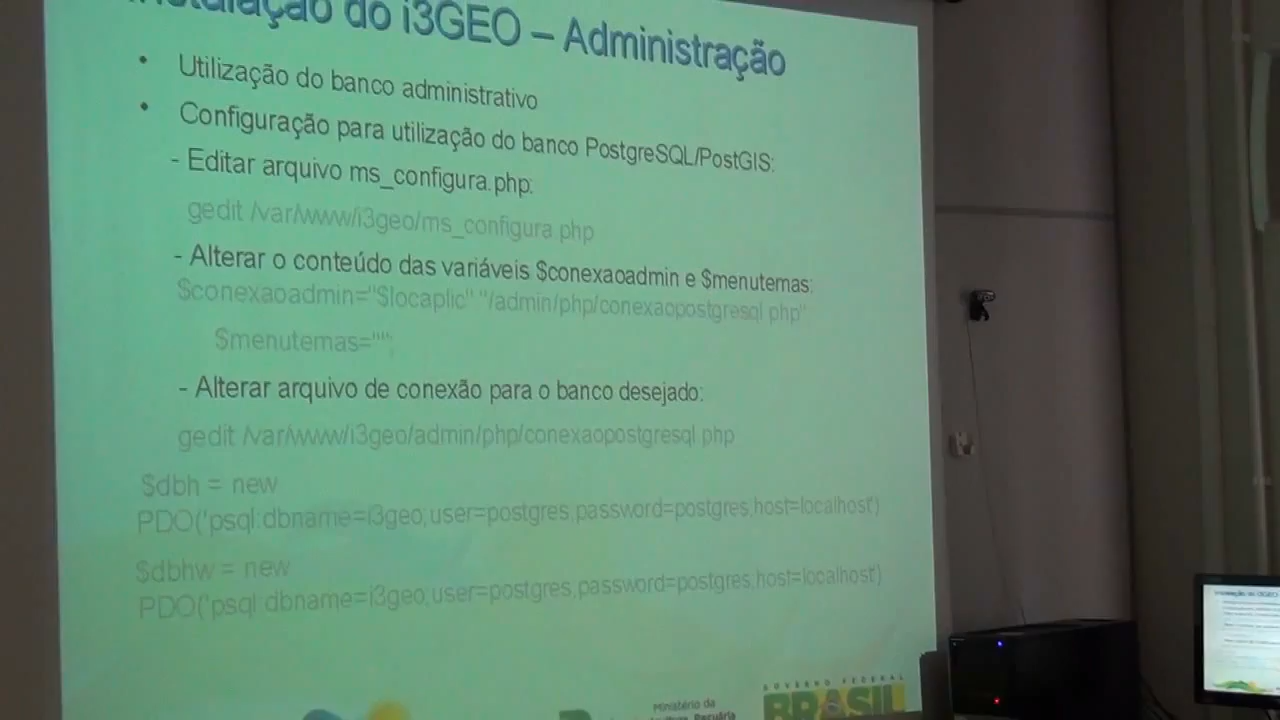 Instalação do i3GEO – Administração
• Utilização do banco administrativo
• Configuração para utilização do banco PostgreSQL/PostGIS:
- Editar arquivo ms_configura.php:
gedit /var/www/i3geo/ms_configura.php
- Alterar o conteúdo das variáveis $conexaoadmin e $menutemas:
$conexaoadmin="$locaplic"."/admin/php/conexaopostgresql.php"
$menutemas="";
- Alterar arquivo de conexão para o banco desejado:
gedit /var/www/i3geo/admin/php/conexaopostgresql.php
$dbh = new
PDO('psql:dbname=i3geo;user=postgres;password=postgres;host=localhost')
$dbhw = new
PDO('psql:dbname=i3geo;user=postgres;password=postgres;host=localhost')
Ministério da
GOVERNO FEDERAL
BRASIL